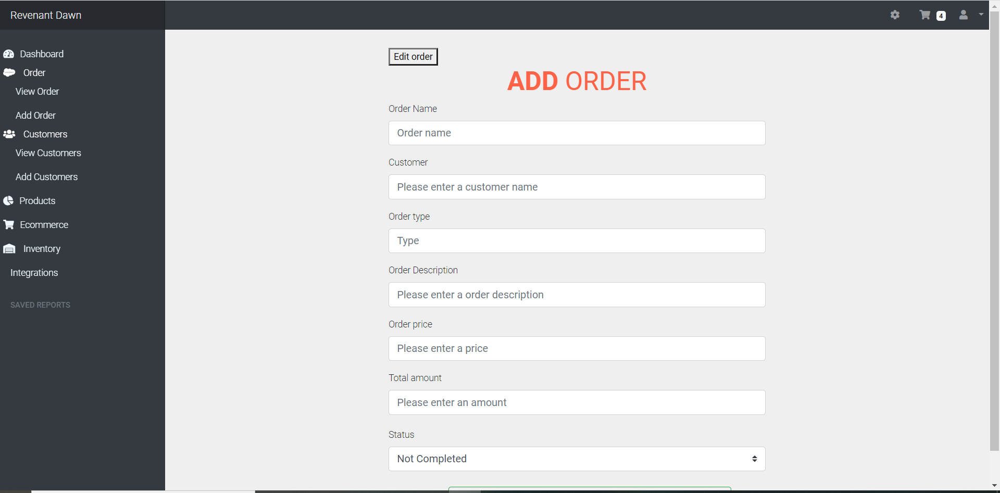 Revenant Dawn
4
Dashboard
Order
View Order
Add Order
Customers
View Customers
Add Customers
Products
Ecommerce
Inventory
Integrations
SAVED REPORTS
Edit order
ADD ORDER
Order Name
Order name
Customer
Please enter a customer name
Order type
Type
Order Description
Please enter a order description
Order price
Please enter a price
Total amount
Please enter an amount
Status
Not Completed